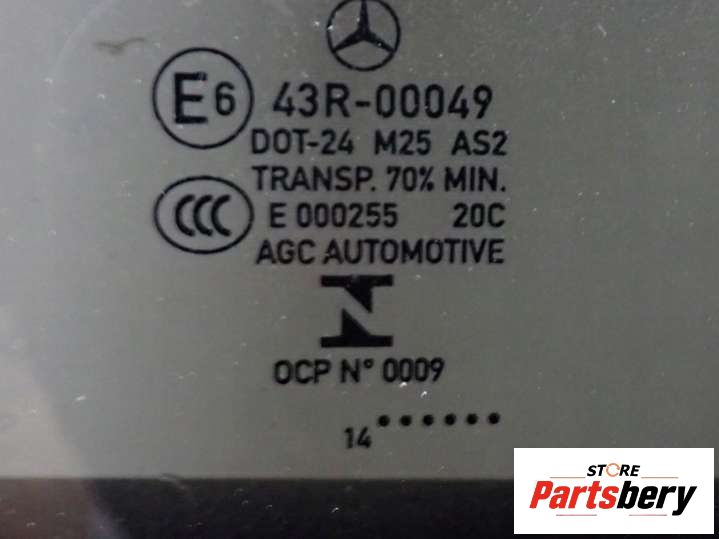 E6 43R-00049
DOT-24 M25 AS2
TRANSP. 70% MIN.
CCC E 000255 20C
AGC AUTOMOTIVE
OCP N° 0009
14 ••••••
STORE
Partsbery